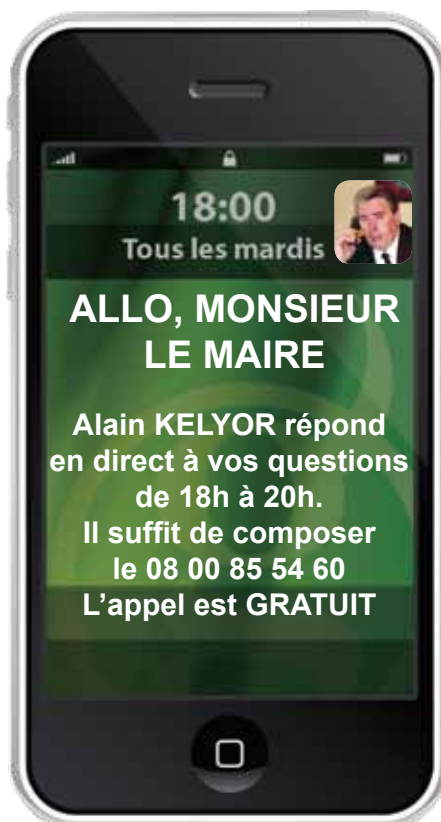 18:00
Tous les mardis
ALLO, MONSIEUR
LE MAIRE
Alain KELYOR répond
en direct à vos questions
de 18h à 20h.
Il suffit de composer
le 08 00 85 54 60
L'appel est GRATUIT